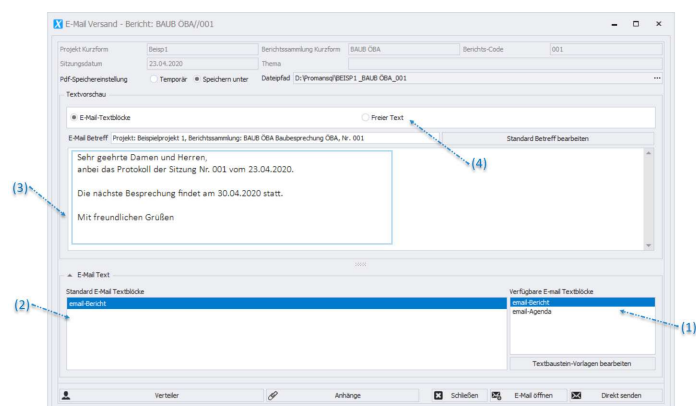 E-Mail Versand - Bericht: BAUB ÖBA//001
Projekt Kurzform Beisp1 Berichtssammlung Kurzform BAUB ÖBA Berichts-Code 001
Sitzungsdatum 23.04.2020 Thema
Pdf-Speichereinstellung Temporär Speichern unter Dateipfad D:\Promansql\BEISP1_BAUB ÖBA_001 ...
Textvorschau
E-Mail-Textblöcke Freier Text
E-Mail Betreff Projekt: Beispielprojekt 1, Berichtssammlung: BAUB ÖBA Baubesprechung ÖBA, Nr. 001 Standard Betreff bearbeiten
(4)
Sehr geehrte Damen und Herren,
anbei das Protokoll der Sitzung Nr. 001 vom 23.04.2020.
(3)
Die nächste Besprechung findet am 30.04.2020 statt.
Mit freundlichen Grüßen
E-Mail Text
Standard E-Mail Textblöcke Verfügbare E-mail Textblöcke
(2) email-Bericht email-Bericht
email-Agenda
(1)
Textbaustein-Vorlagen bearbeiten
Verteiler Anhänge Schließen E-Mail öffnen Direkt senden